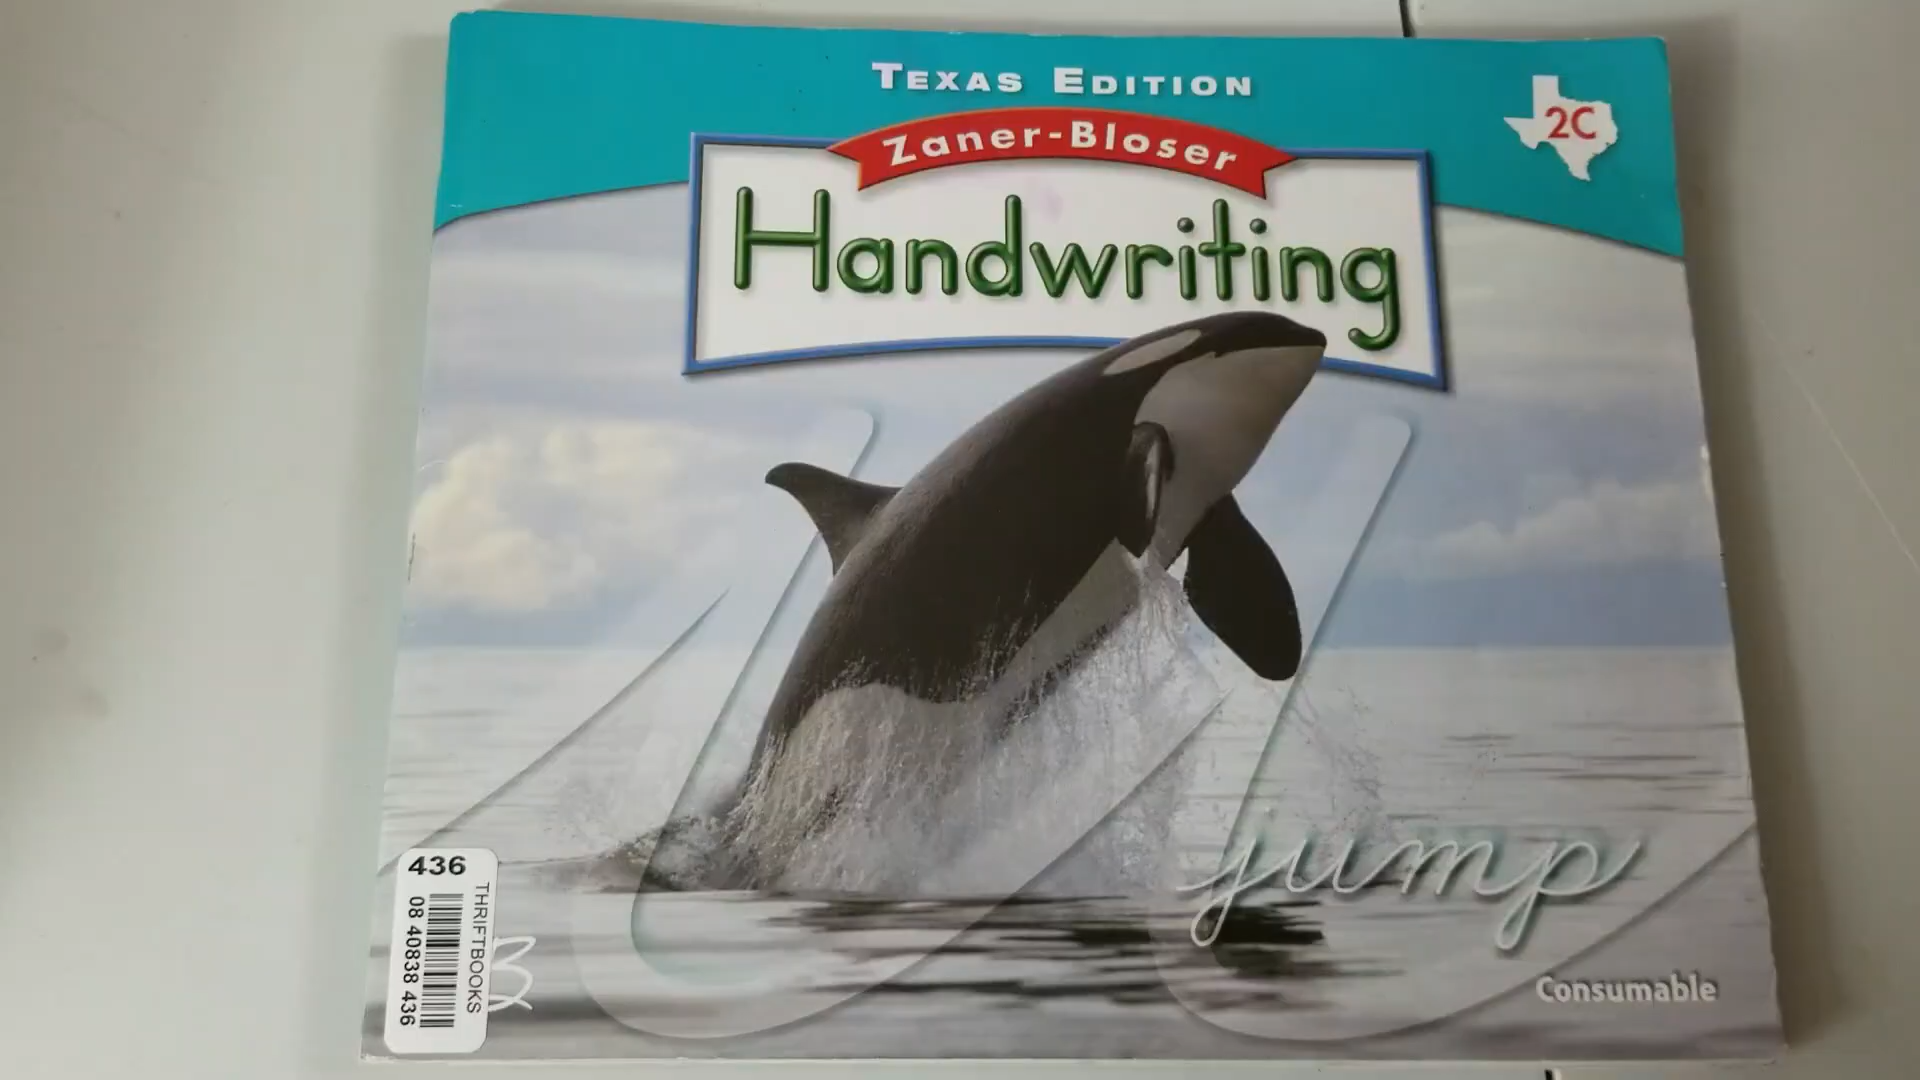 TEXAS EDITION
2C
Zaner-Bloser
Handwriting
jump
Consumable
436
THRIFTBOOKS
08 40838 436